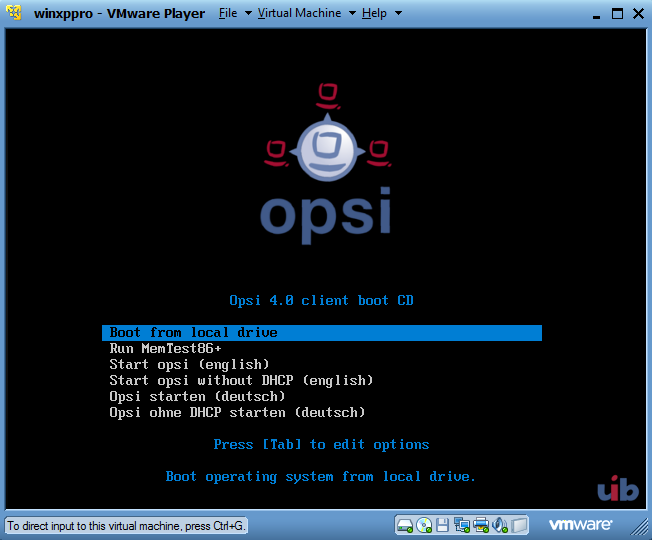 winxppro - VMware Player File Virtual Machine Help
opsi
Opsi 4.0 client boot CD
Boot from local drive
Run MemTest86+
Start opsi (english)
Start opsi without DHCP (english)
Opsi starten (deutsch)
Opsi ohne DHCP starten (deutsch)
Press [Tab] to edit options
Boot operating system from local drive.
uib
To direct input to this virtual machine, press Ctrl+G.
vmware